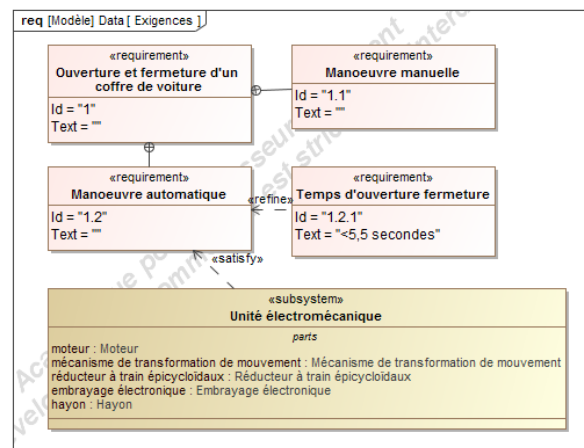 req [Modèle] Data [ Exigences ]
«requirement»
Ouverture et fermeture d'un
coffre de voiture
Id = "1"
Text = ""
«requirement»
Manoeuvre manuelle
Id = "1.1"
Text = ""
«requirement»
Manoeuvre automatique
Id = "1.2"
Text = ""
«refine»
«requirement»
Temps d'ouverture fermeture
Id = "1.2.1"
Text = "<5,5 secondes"
«satisfy»
«subsystem»
Unité électromécanique
parts
moteur : Moteur
mécanisme de transformation de mouvement : Mécanisme de transformation de mouvement
réducteur à train épicycloïdaux : Réducteur à train épicycloïdaux
embrayage électronique : Embrayage électronique
hayon : Hayon